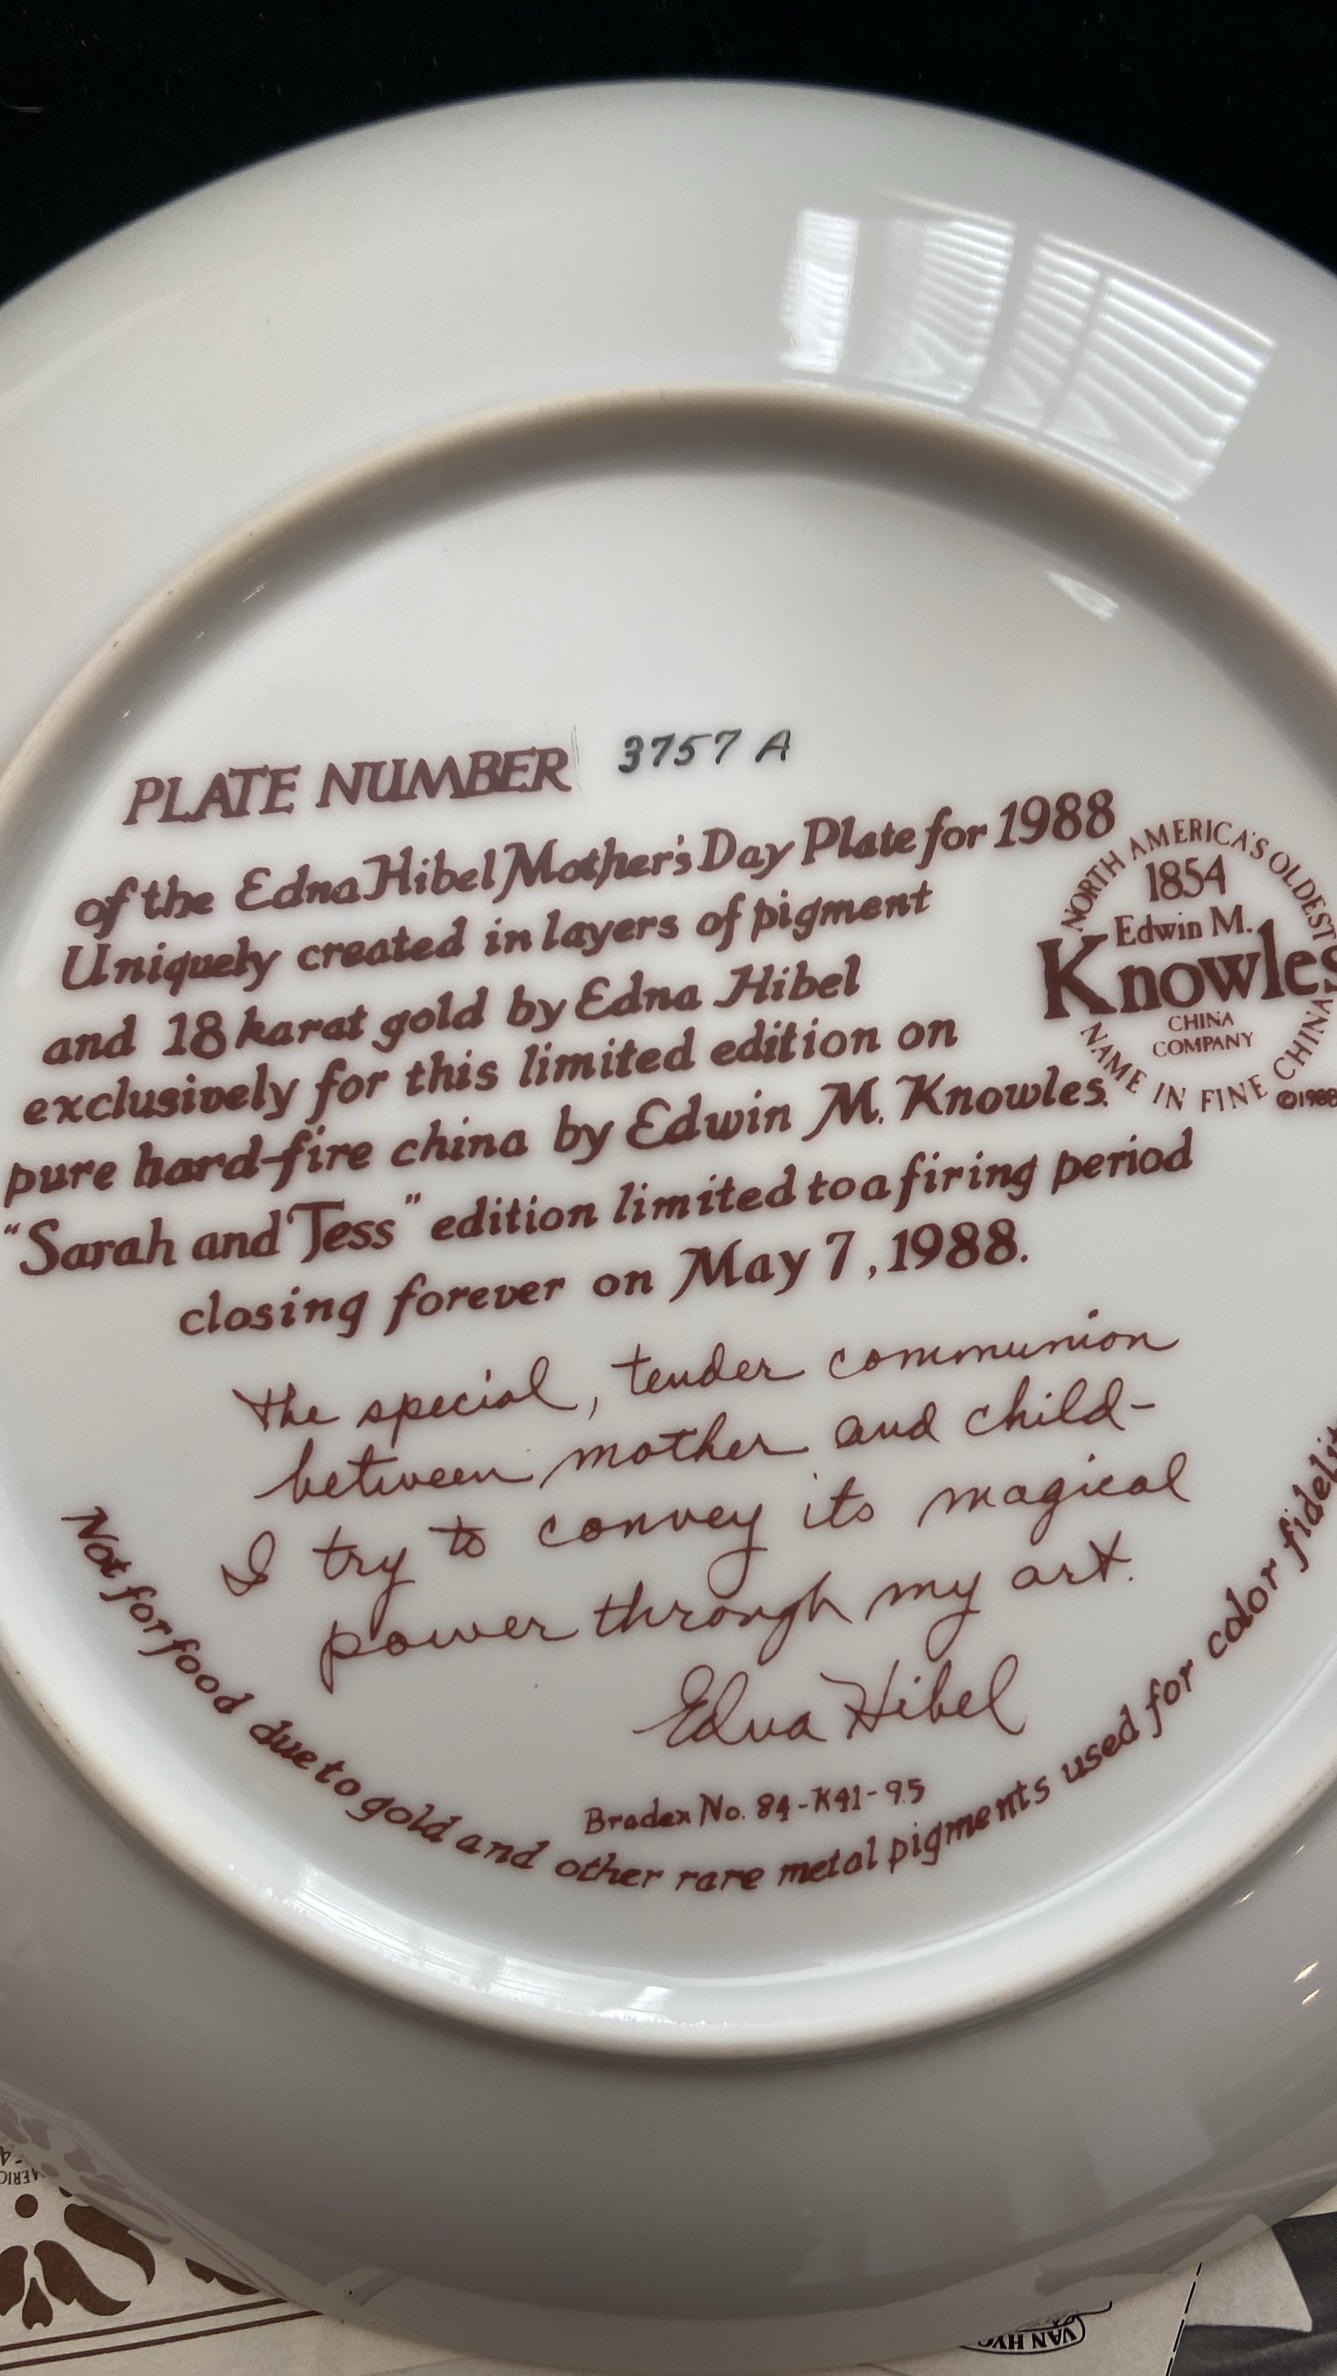 PLATE NUMBER 3757 A
of the Edna Hibel Mother's Day Plate for 1988
Uniquely created in layers of pigment
and 18 karat gold by Edna Hibel
exclusively for this limited edition on
pure hard-fire china by Edwin M. Knowles.
"Sarah and Tess" edition limited to a firing period
closing forever on May 7, 1988.
NORTH AMERICA'S OLDEST
1854
Edwin M.
Knowles
CHINA
COMPANY
NAME IN FINE CHINA
©1988
the special, tender communion
between mother and child-
I try to convey its magical
power through my art.
Edna Hibel
Bradex No. 84-K41-9.5
Not for food due to gold and other rare metal pigments used for color
VAN